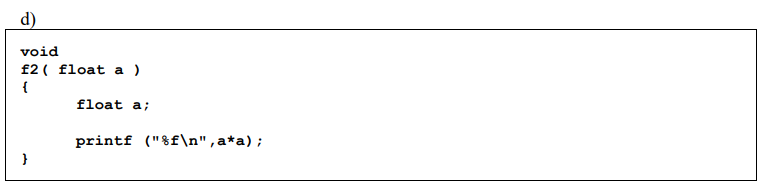 d)
void
f2( float a )
{
float a;
printf ("%f\n",a*a);
}